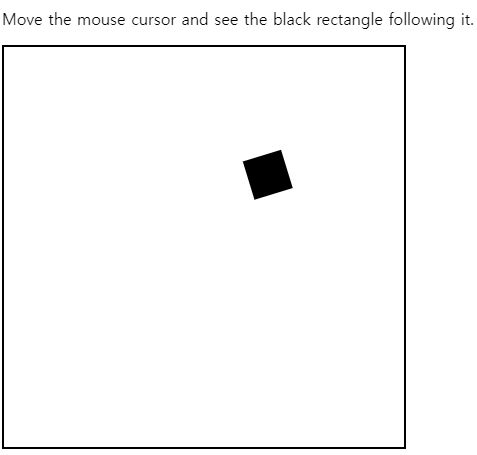 Move the mouse cursor and see the black rectangle following it.